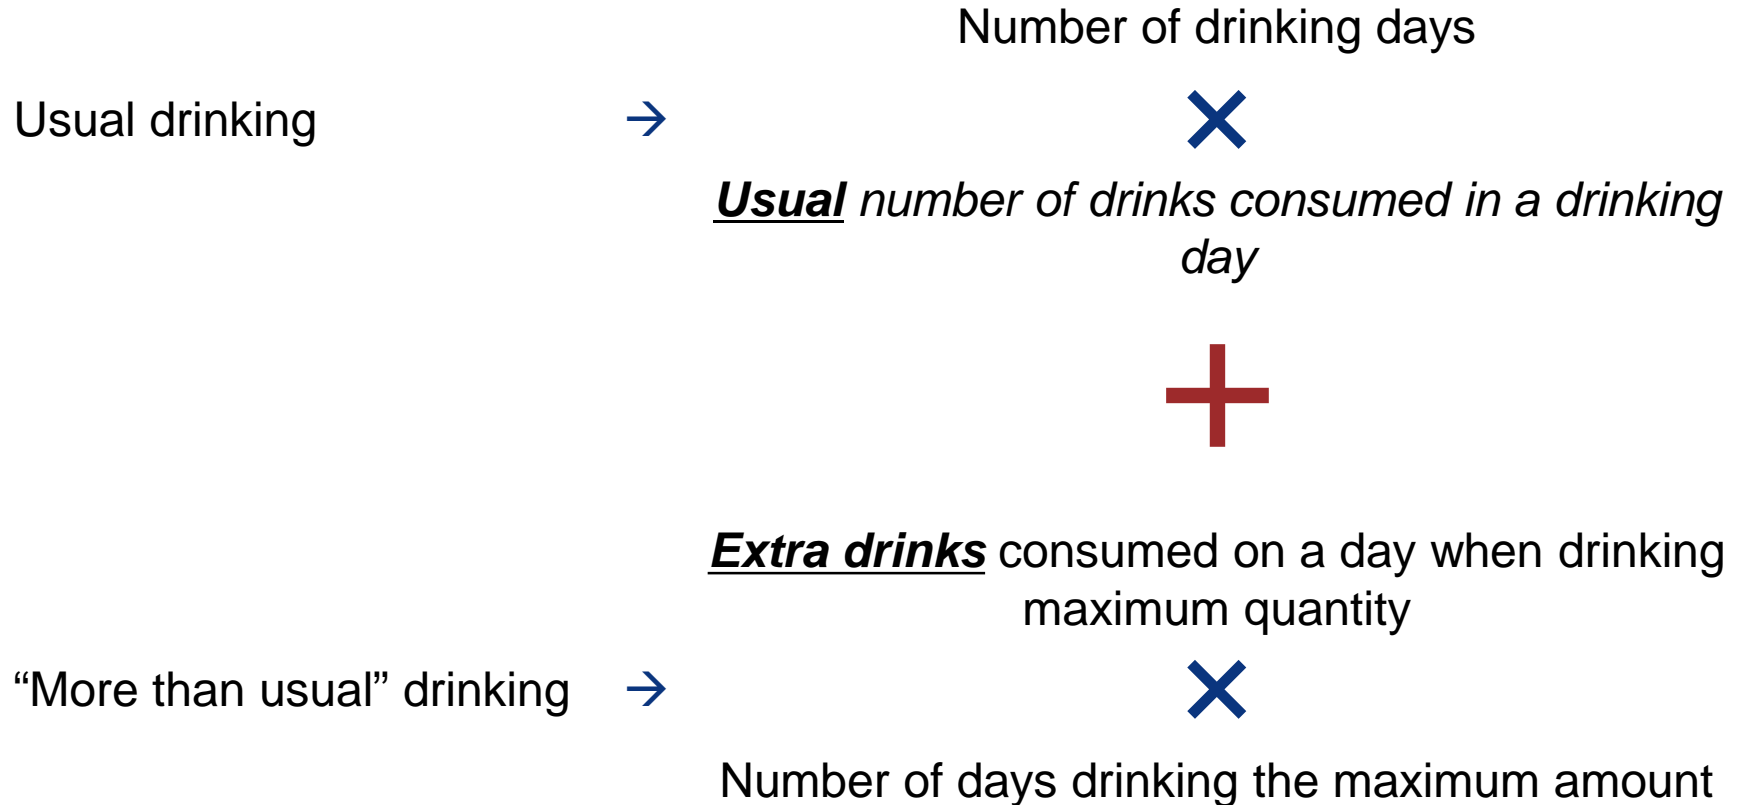 Number of drinking days
Usual drinking → ×
Usual number of drinks consumed in a drinking
day
+
Extra drinks consumed on a day when drinking
maximum quantity
“More than usual” drinking → ×
Number of days drinking the maximum amount